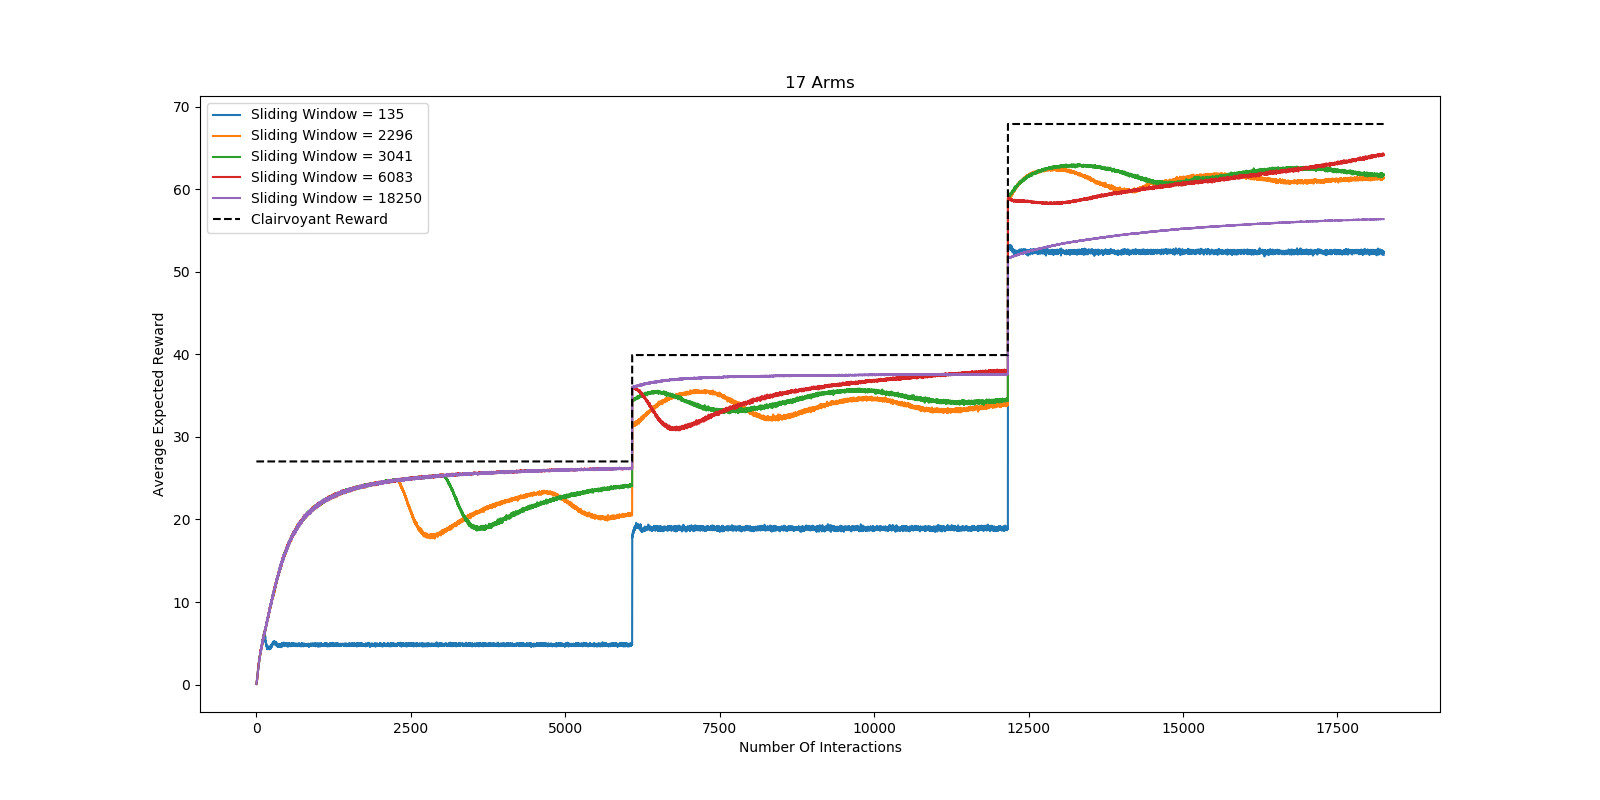 17 Arms
Sliding Window = 135
Sliding Window = 2296
Sliding Window = 3041
Sliding Window = 6083
Sliding Window = 18250
Clairvoyant Reward
Average Expected Reward
70
60
50
40
30
20
10
0
0 2500 5000 7500 10000 12500 15000 17500
Number Of Interactions